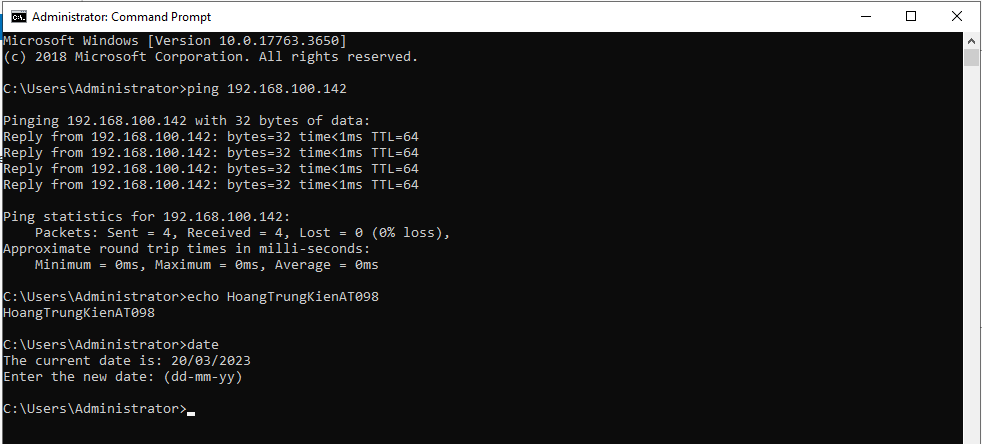 Administrator: Command Prompt
Microsoft Windows [Version 10.0.17763.3650]
(c) 2018 Microsoft Corporation. All rights reserved.
C:\Users\Administrator>ping 192.168.100.142
Pinging 192.168.100.142 with 32 bytes of data:
Reply from 192.168.100.142: bytes=32 time<1ms TTL=64
Reply from 192.168.100.142: bytes=32 time<1ms TTL=64
Reply from 192.168.100.142: bytes=32 time<1ms TTL=64
Reply from 192.168.100.142: bytes=32 time<1ms TTL=64
Ping statistics for 192.168.100.142:
    Packets: Sent = 4, Received = 4, Lost = 0 (0% loss),
Approximate round trip times in milli-seconds:
    Minimum = 0ms, Maximum = 0ms, Average = 0ms
C:\Users\Administrator>echo HoangTrungKienAT098
HoangTrungKienAT098
C:\Users\Administrator>date
The current date is: 20/03/2023
Enter the new date: (dd-mm-yy)
C:\Users\Administrator>